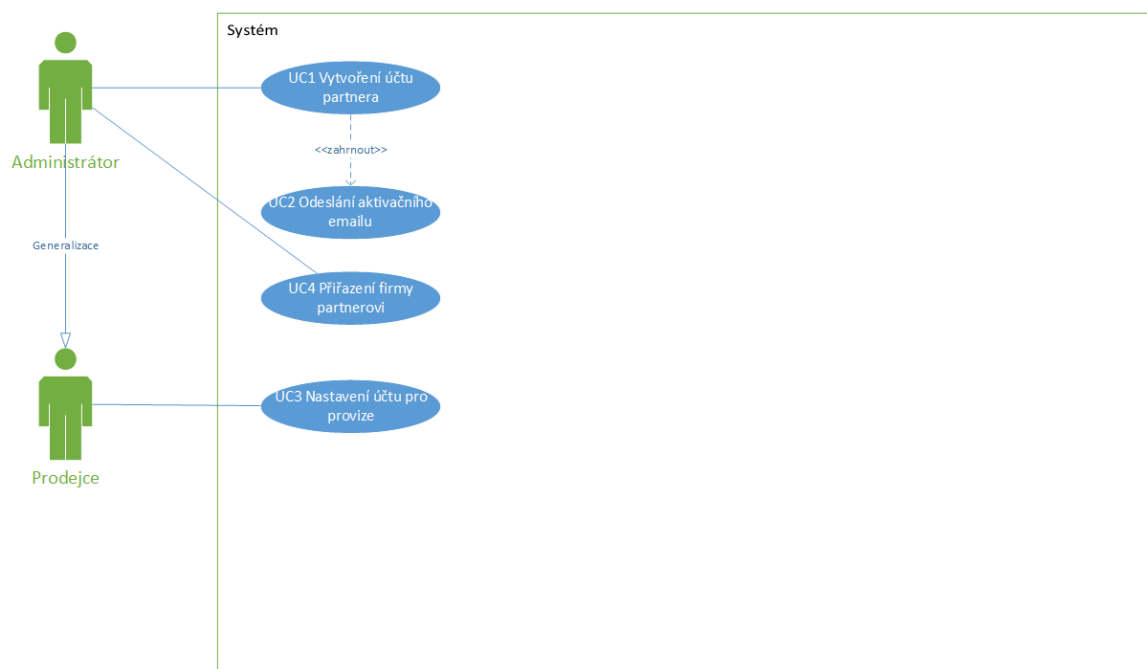 Systém
UC1 Vytvoření účtu
partnera
<<zahrnout>>
Administrátor
UC2 Odeslání aktivačního
emailu
Generalizace
UC4 Přiřazení firmy
partnerovi
UC3 Nastavení účtu pro
provize
Prodejce